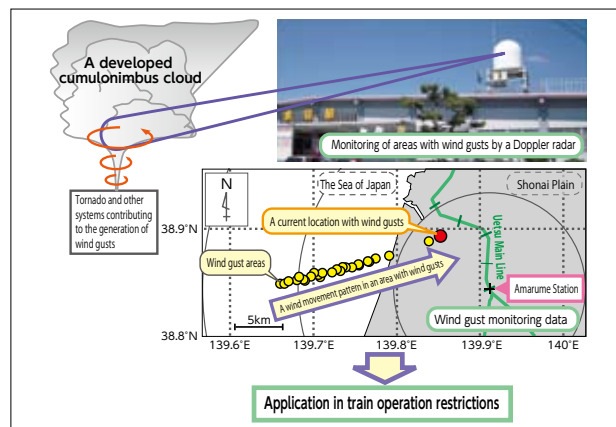 A developed
cumulonimbus cloud
Monitoring of areas with wind gusts by a Doppler radar
Tornado and other
systems contributing
to the generation of
wind gusts
N
The Sea of Japan
Shonai Plain
A current location with wind gusts
Uetsu Main Line
38.9°N
Wind gust areas
A wind movement pattern in an area with wind gusts
Amarume Station
5km
Wind gust monitoring data
38.8°N
139.6°E
139.7°E
139.8°E
139.9°E
140°E
Application in train operation restrictions